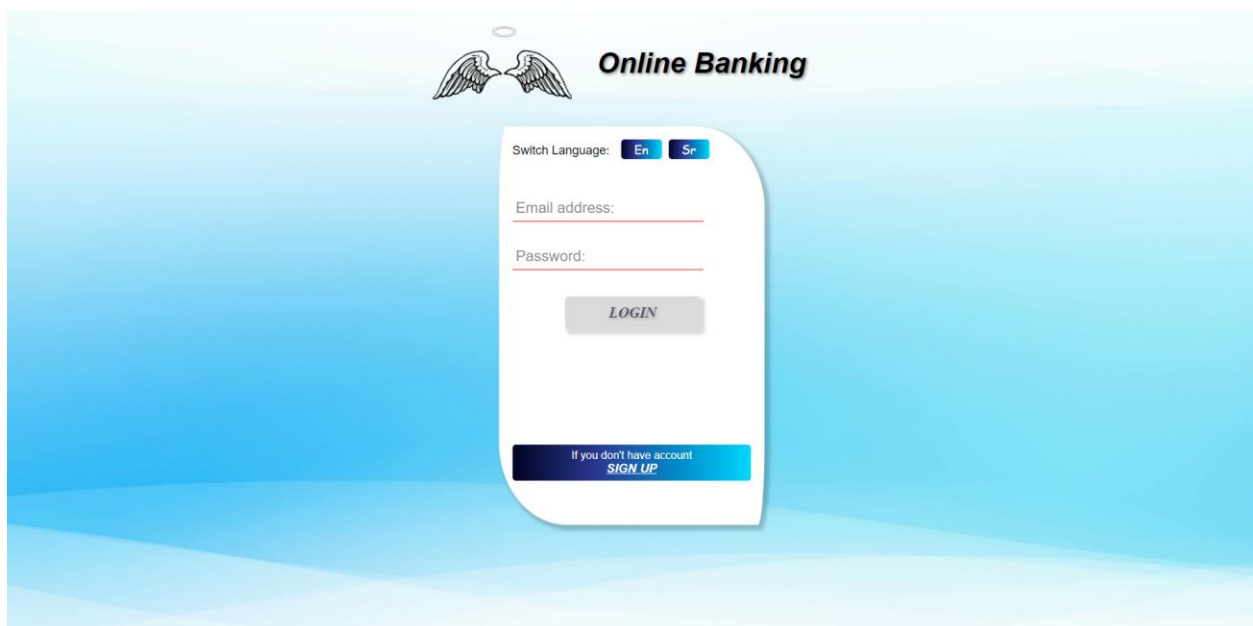 Online Banking
Switch Language: En Sr
Email address:
Password:
LOGIN
If you don't have account
SIGN UP